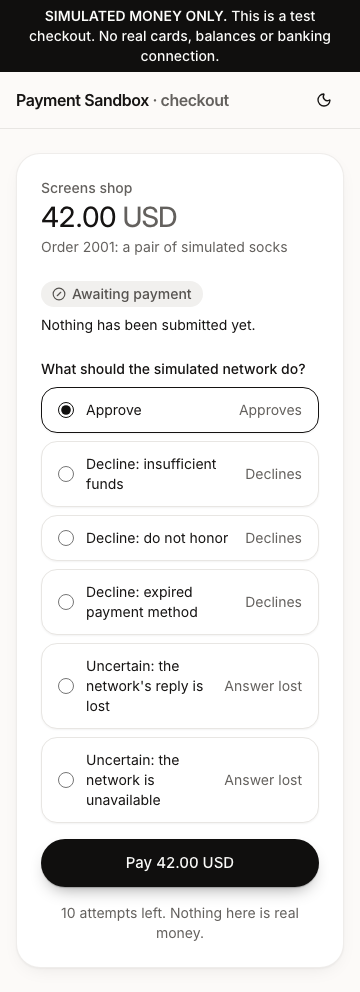 SIMULATED MONEY ONLY. This is a test
checkout. No real cards, balances or banking
connection.
Payment Sandbox · checkout
Screens shop
42.00 USD
Order 2001: a pair of simulated socks
Awaiting payment
Nothing has been submitted yet.
What should the simulated network do?
Approve Approves
Decline: insufficient
funds Declines
Decline: do not honor Declines
Decline: expired
payment method Declines
Uncertain: the
network's reply is Answer lost
lost
Uncertain: the
network is Answer lost
unavailable
Pay 42.00 USD
10 attempts left. Nothing here is real
money.